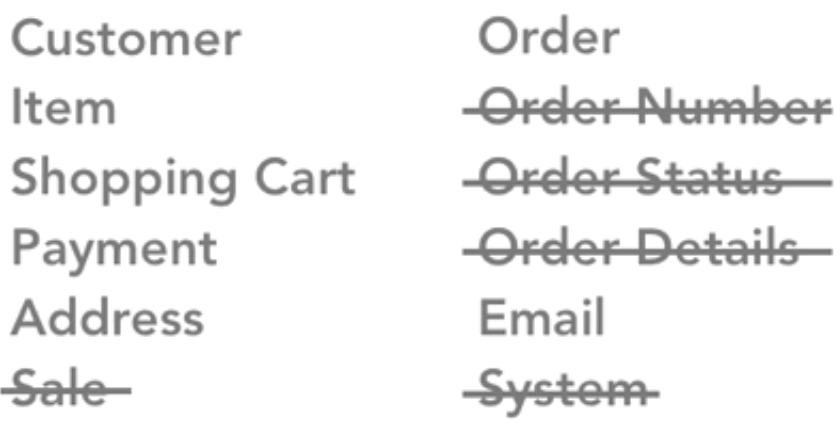 Customer
Item
Shopping Cart
Payment
Address
Sale
Order
Order Number
Order Status
Order Details
Email
System